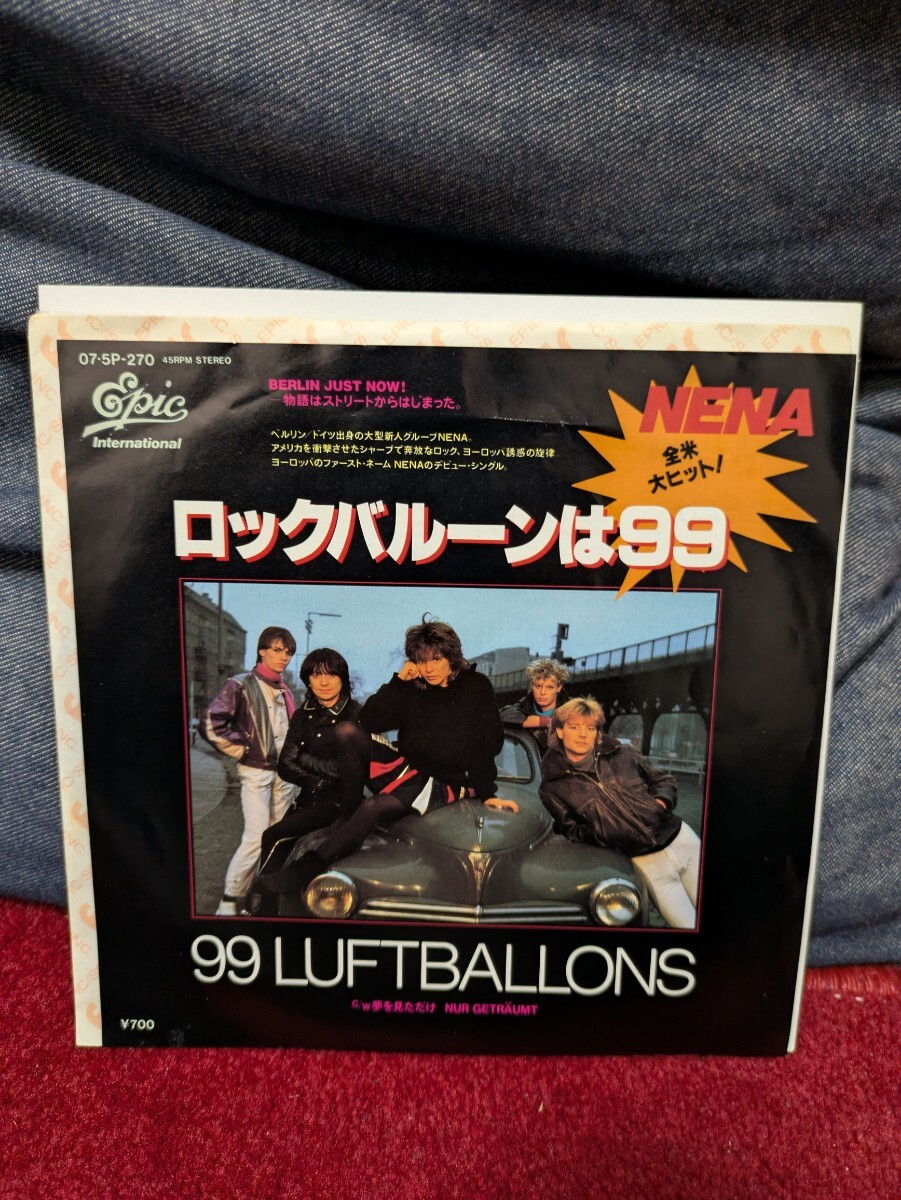 07・5P-270 45RPM STEREO
Epic
International
BERLIN JUST NOW!
物語はストリートからはじまった。
NENA
全米
大ヒット!
ベルリン/ドイツ出身の大型新人グループNENA。
アメリカを衝撃させたシャープで奔放なロック、ヨーロッパ誘惑の旋律
ヨーロッパのファースト・ネーム NENAのデビュー・シングル。
ロックバルーンは99
99 LUFTBALLONS
C/W 夢を見ただけ NUR GETRÄUMT
¥700